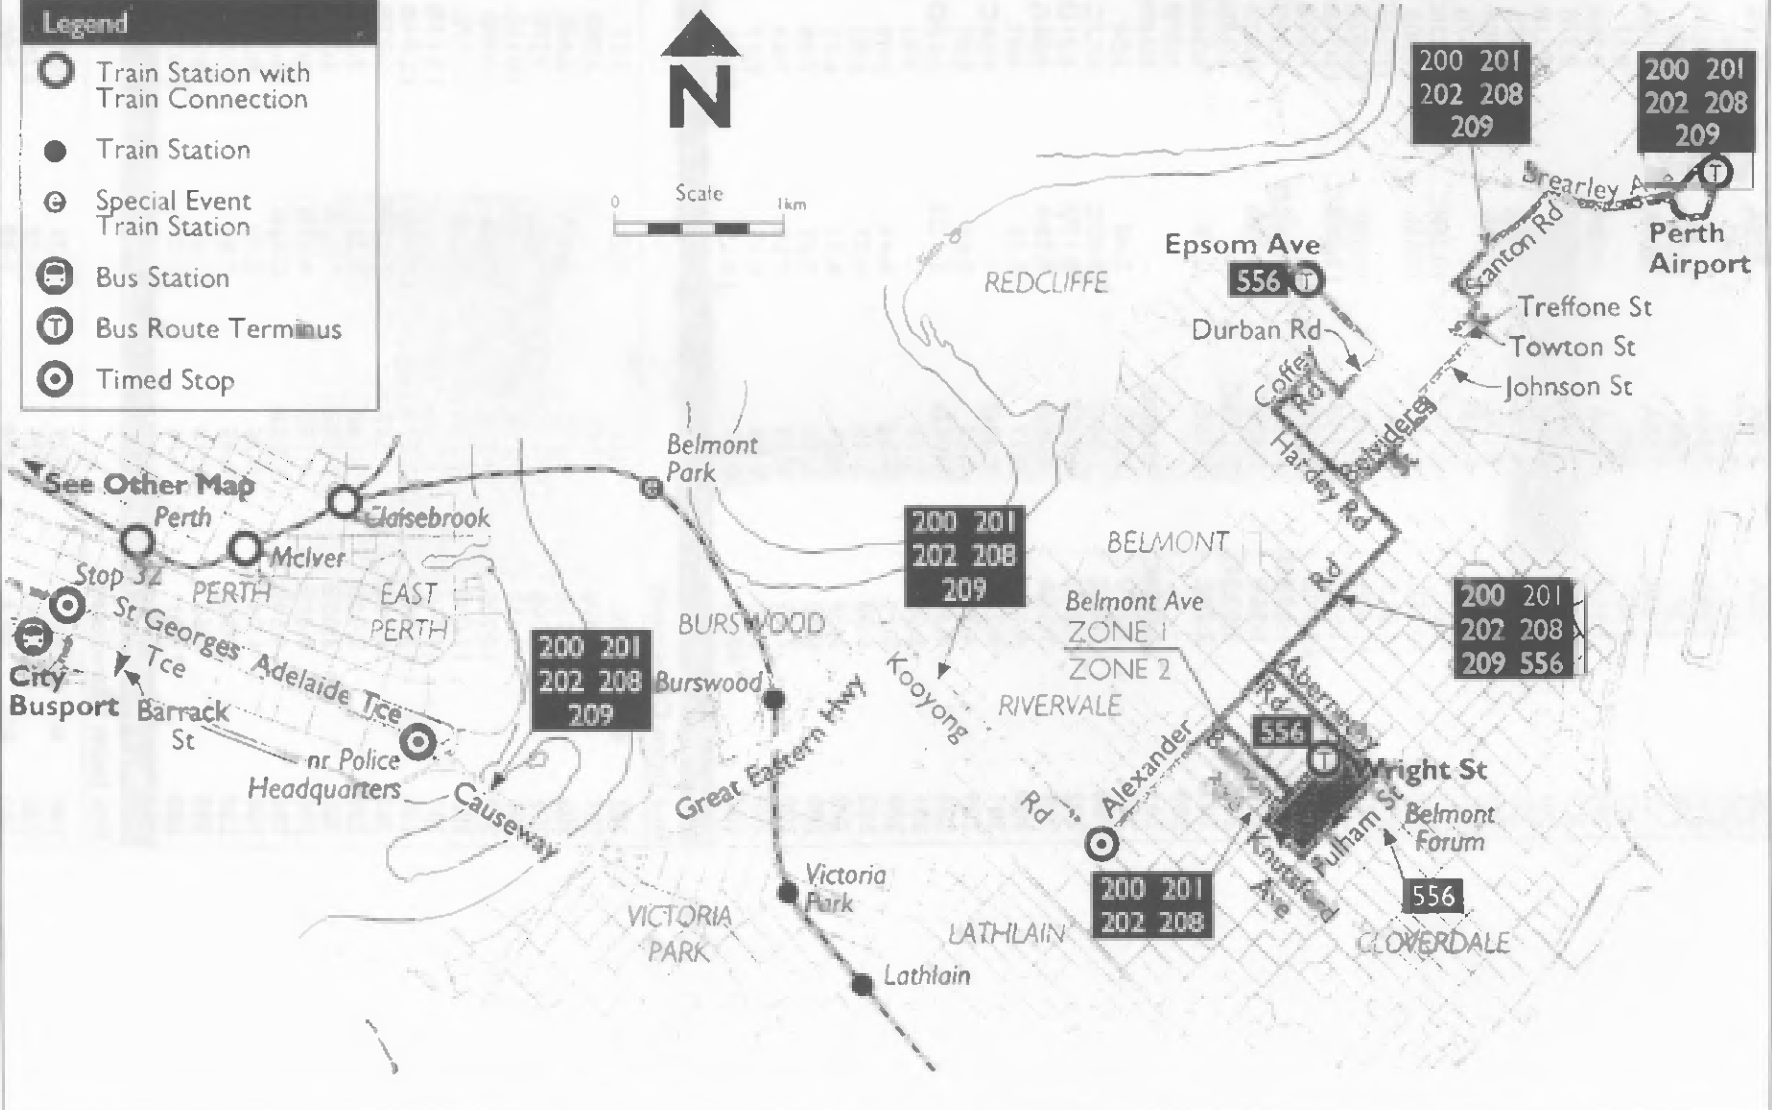 Legend
Train Station with
Train Connection
Train Station
e
Special Event
Train Station
Bus Station
T
Bus Route Terminus
Timed Stop
N
Scale
0
1km
200 201
202 208
209
200 201
202 208
209
Brearley
T
Stanton Rd
Perth
Airport
Epsom Ave
556
T
REDCLIFFE
Durban Rd
Treffone St
Towton St
Johnson St
Coffey
Rd
Belvidere
St
Hardey Rd
Belmont
Park
See Other Map
Perth
Claisebrook
McIver
200 201
202 208
209
BELMONT
Rd
Stop 32
PERTH
EAST
PERTH
St Georges
Tce
Adelaide Tce
BURSWOOD
Belmont Ave
ZONE 1
ZONE 2
200 201
202 208
209 556
City
Busport
Barrack
St
200 201
202 208
209
Burswood
Great Eastern Hwy
Kooyong
Rd
RIVERVALE
Abernethy
Rd
556
T
Wright St
nr Police
Headquarters
Causeway
Alexander
Fulham St
Belmont
Forum
Knutsford
Ave
556
200 201
202 208
Victoria
Park
VICTORIA
PARK
LATHLAIN
CLOVERDALE
Lathlain